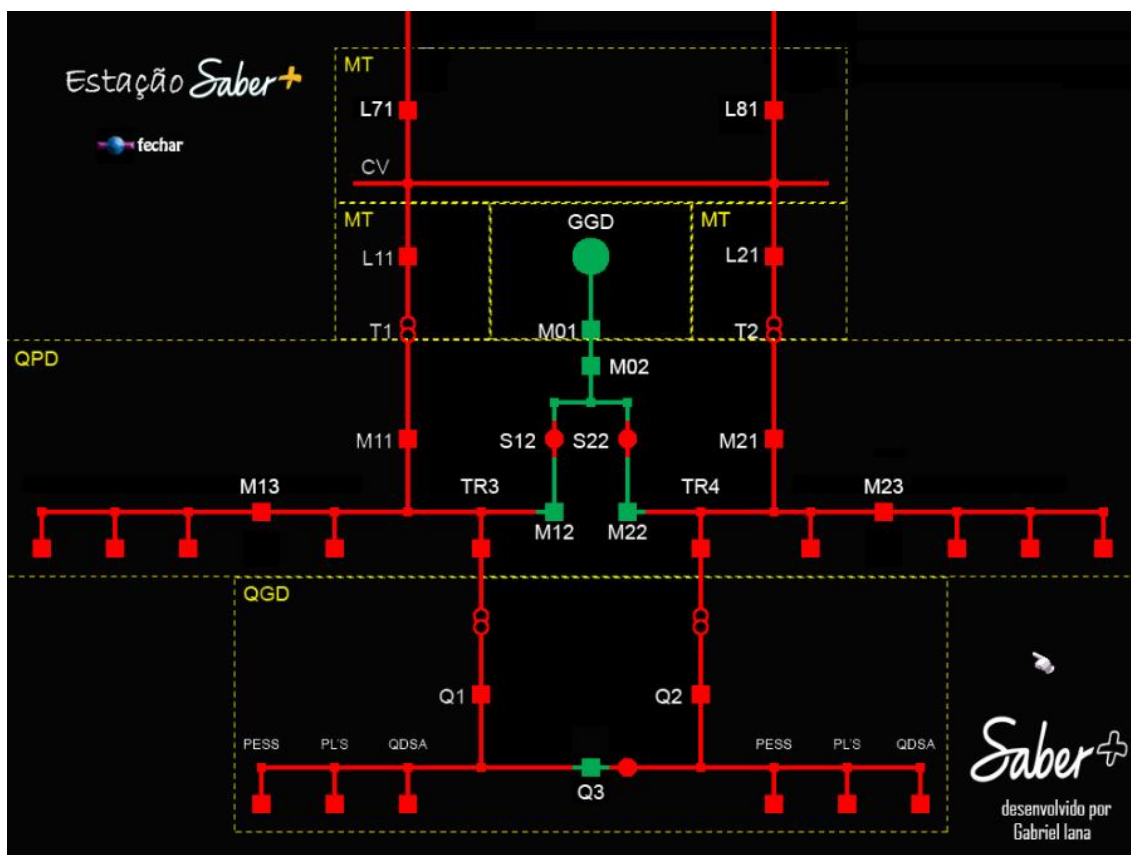 Estação Saber+
fechar
MT
L71
L81
CV
MT
GGD
MT
L11
L21
T1
M01
T2
QPD
M02
M11
S12
S22
M21
M13
TR3
TR4
M23
M12
M22
QGD
Q1
Q2
PESS
PL'S
QDSA
PESS
PL'S
QDSA
Q3
Saber+
desenvolvido por
Gabriel Iana